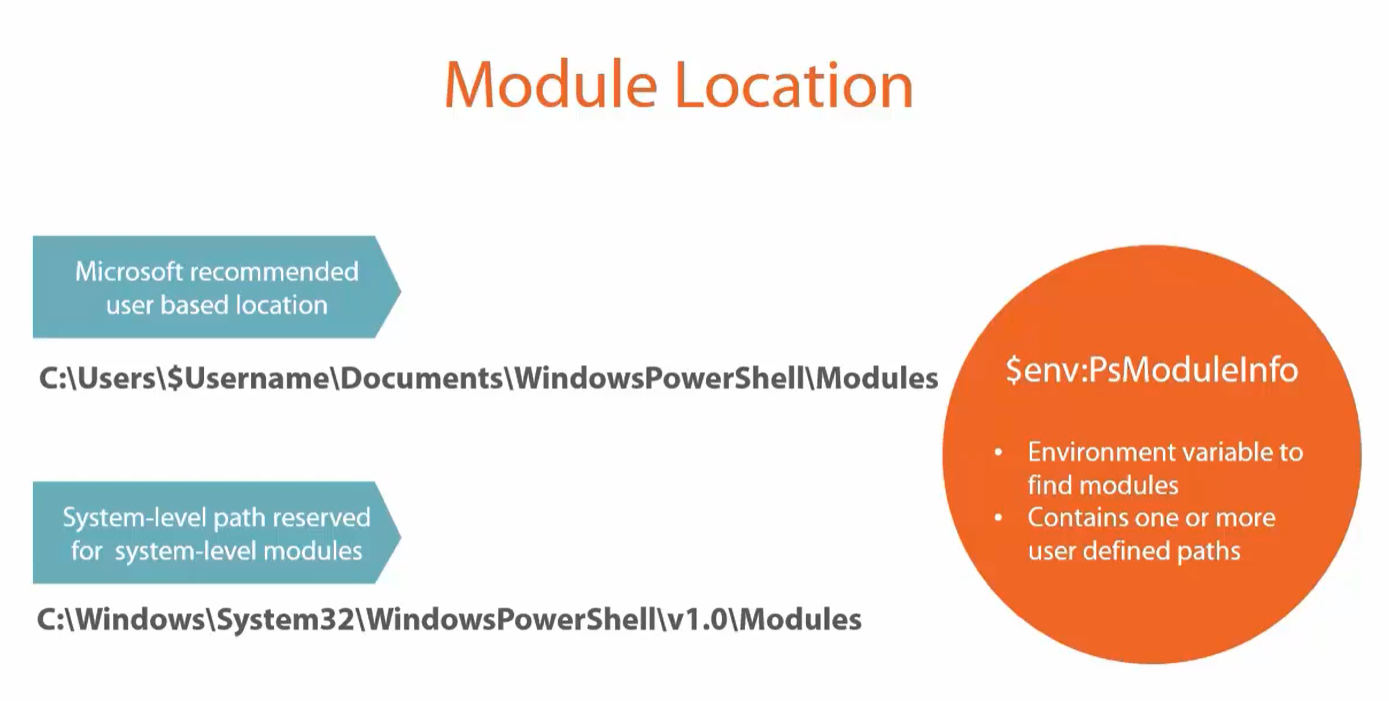 Module Location
Microsoft recommended
user based location
C:\Users\$Username\Documents\WindowsPowerShell\Modules
System-level path reserved
for system-level modules
C:\Windows\System32\WindowsPowerShell\v1.0\Modules
$env:PsModuleInfo
• Environment variable to
find modules
• Contains one or more
user defined paths